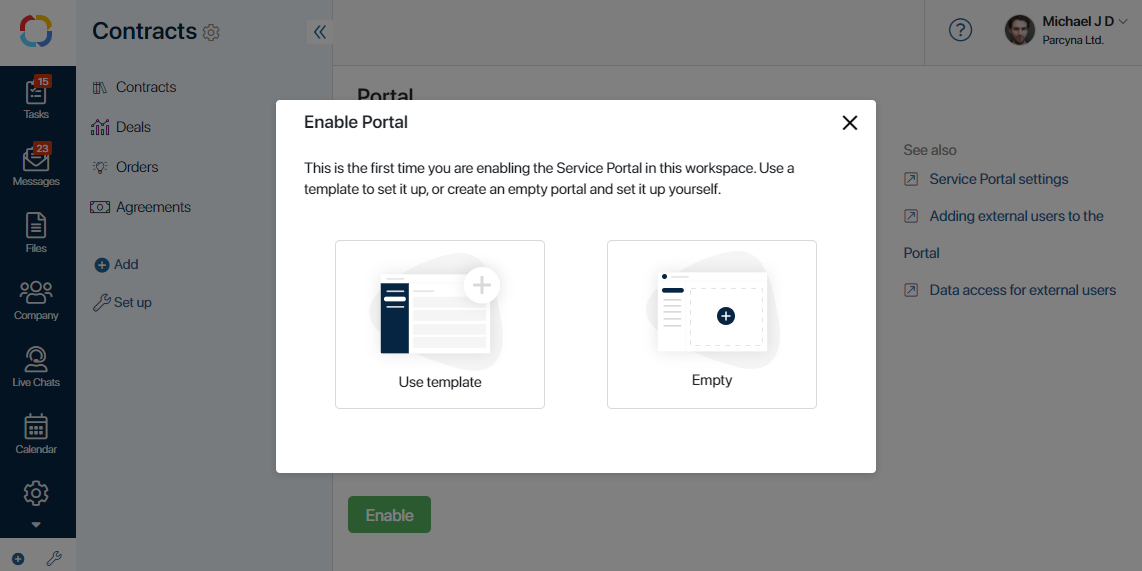 Contracts
Michael J D
Parcyna Ltd.
15
Tasks
23
Messages
Files
Company
Live Chats
Calendar
Contracts
Deals
Orders
Agreements
Add
Set up
Portal
Enable Portal
This is the first time you are enabling the Service Portal in this workspace. Use a
template to set it up, or create an empty portal and set it up yourself.
Use template
Empty
See also
Service Portal settings
Adding external users to the
Portal
Data access for external users
Enable